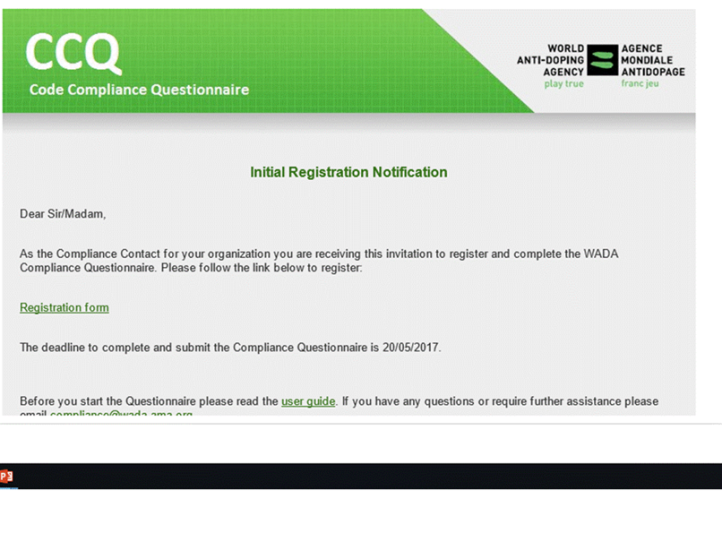 CCQ
Code Compliance Questionnaire
WORLD
ANTI-DOPING
AGENCY
play true
AGENCE
MONDIALE
ANTIDOPAGE
franc jeu
Initial Registration Notification
Dear Sir/Madam,
As the Compliance Contact for your organization you are receiving this invitation to register and complete the WADA
Compliance Questionnaire. Please follow the link below to register:
Registration form
The deadline to complete and submit the Compliance Questionnaire is 20/05/2017.
Before you start the Questionnaire please read the user guide. If you have any questions or require further assistance please
email compliance@wada-ama.org
P